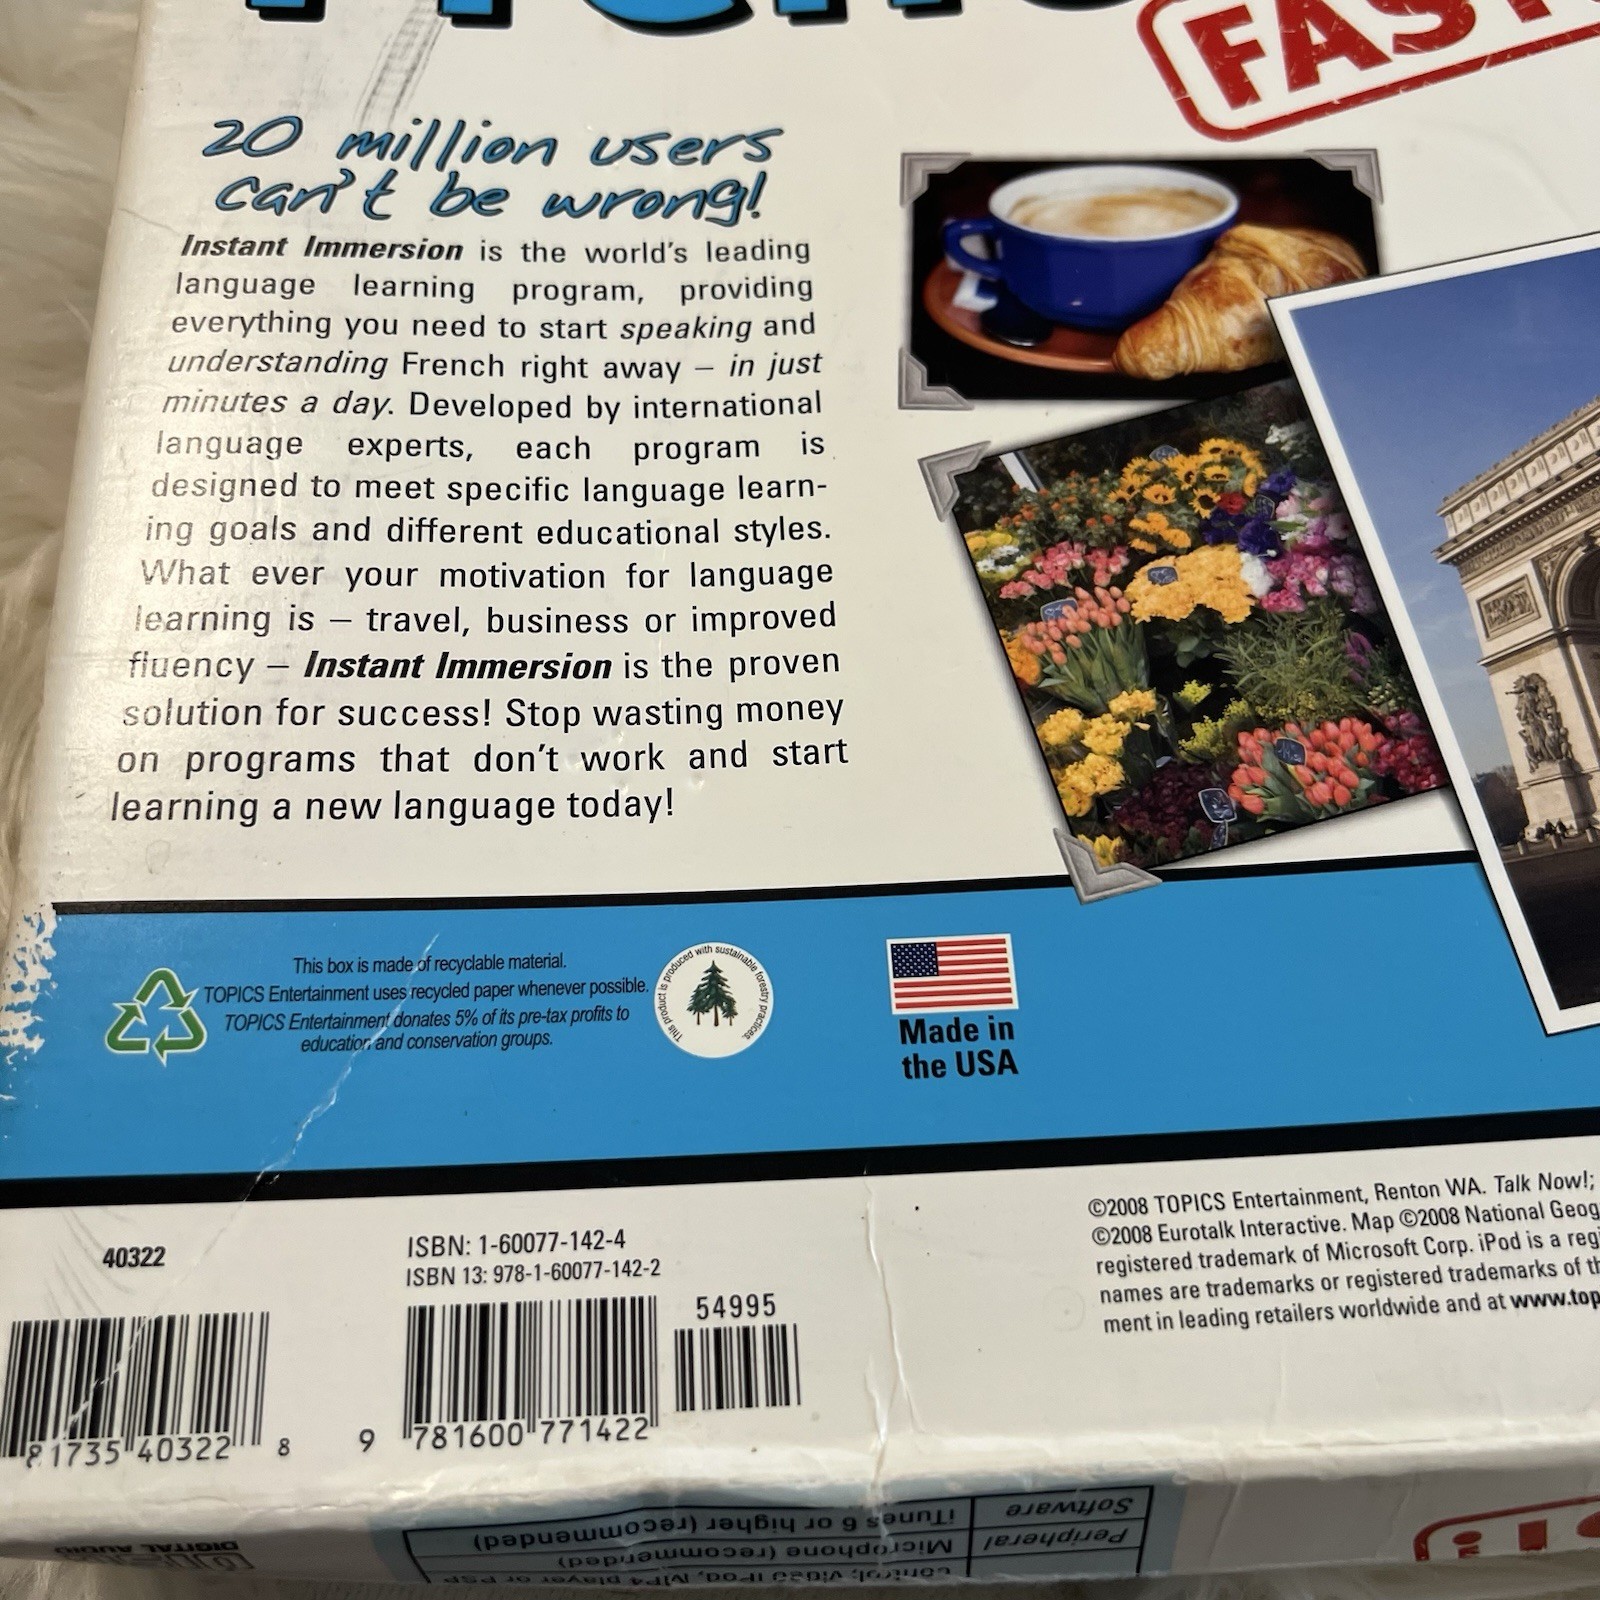 20 million users
can't be wrong!
Instant Immersion is the world's leading
language learning program, providing
everything you need to start speaking and
understanding French right away – in just
minutes a day. Developed by international
language experts, each program is
designed to meet specific language learn-
ing goals and different educational styles.
What ever your motivation for language
learning is – travel, business or improved
fluency – Instant Immersion is the proven
solution for success! Stop wasting money
on programs that don't work and start
learning a new language today!
This box is made of recyclable material.
TOPICS Entertainment uses recycled paper whenever possible.
TOPICS Entertainment donates 5% of its pre-tax profits to
education and conservation groups.
This product is produced with sustainable forestry practices.
Made in
the USA
©2008 TOPICS Entertainment, Renton WA. Talk Now!;
©2008 Eurotalk Interactive. Map ©2008 National
registered trademark of Microsoft Corp. iPod is a
names are trademarks or registered trademarks of
ment in leading retailers worldwide and at
40322
ISBN: 1-60077-142-4
ISBN 13: 978-1-60077-142-2
54995
81735 40322 8
9 781600 771422
Software iTunes 6 or higher (recommended)
Peripheral Microphone (recommended)
control; video iPod, MP4 player or PSP
DIGITAL AUDIO